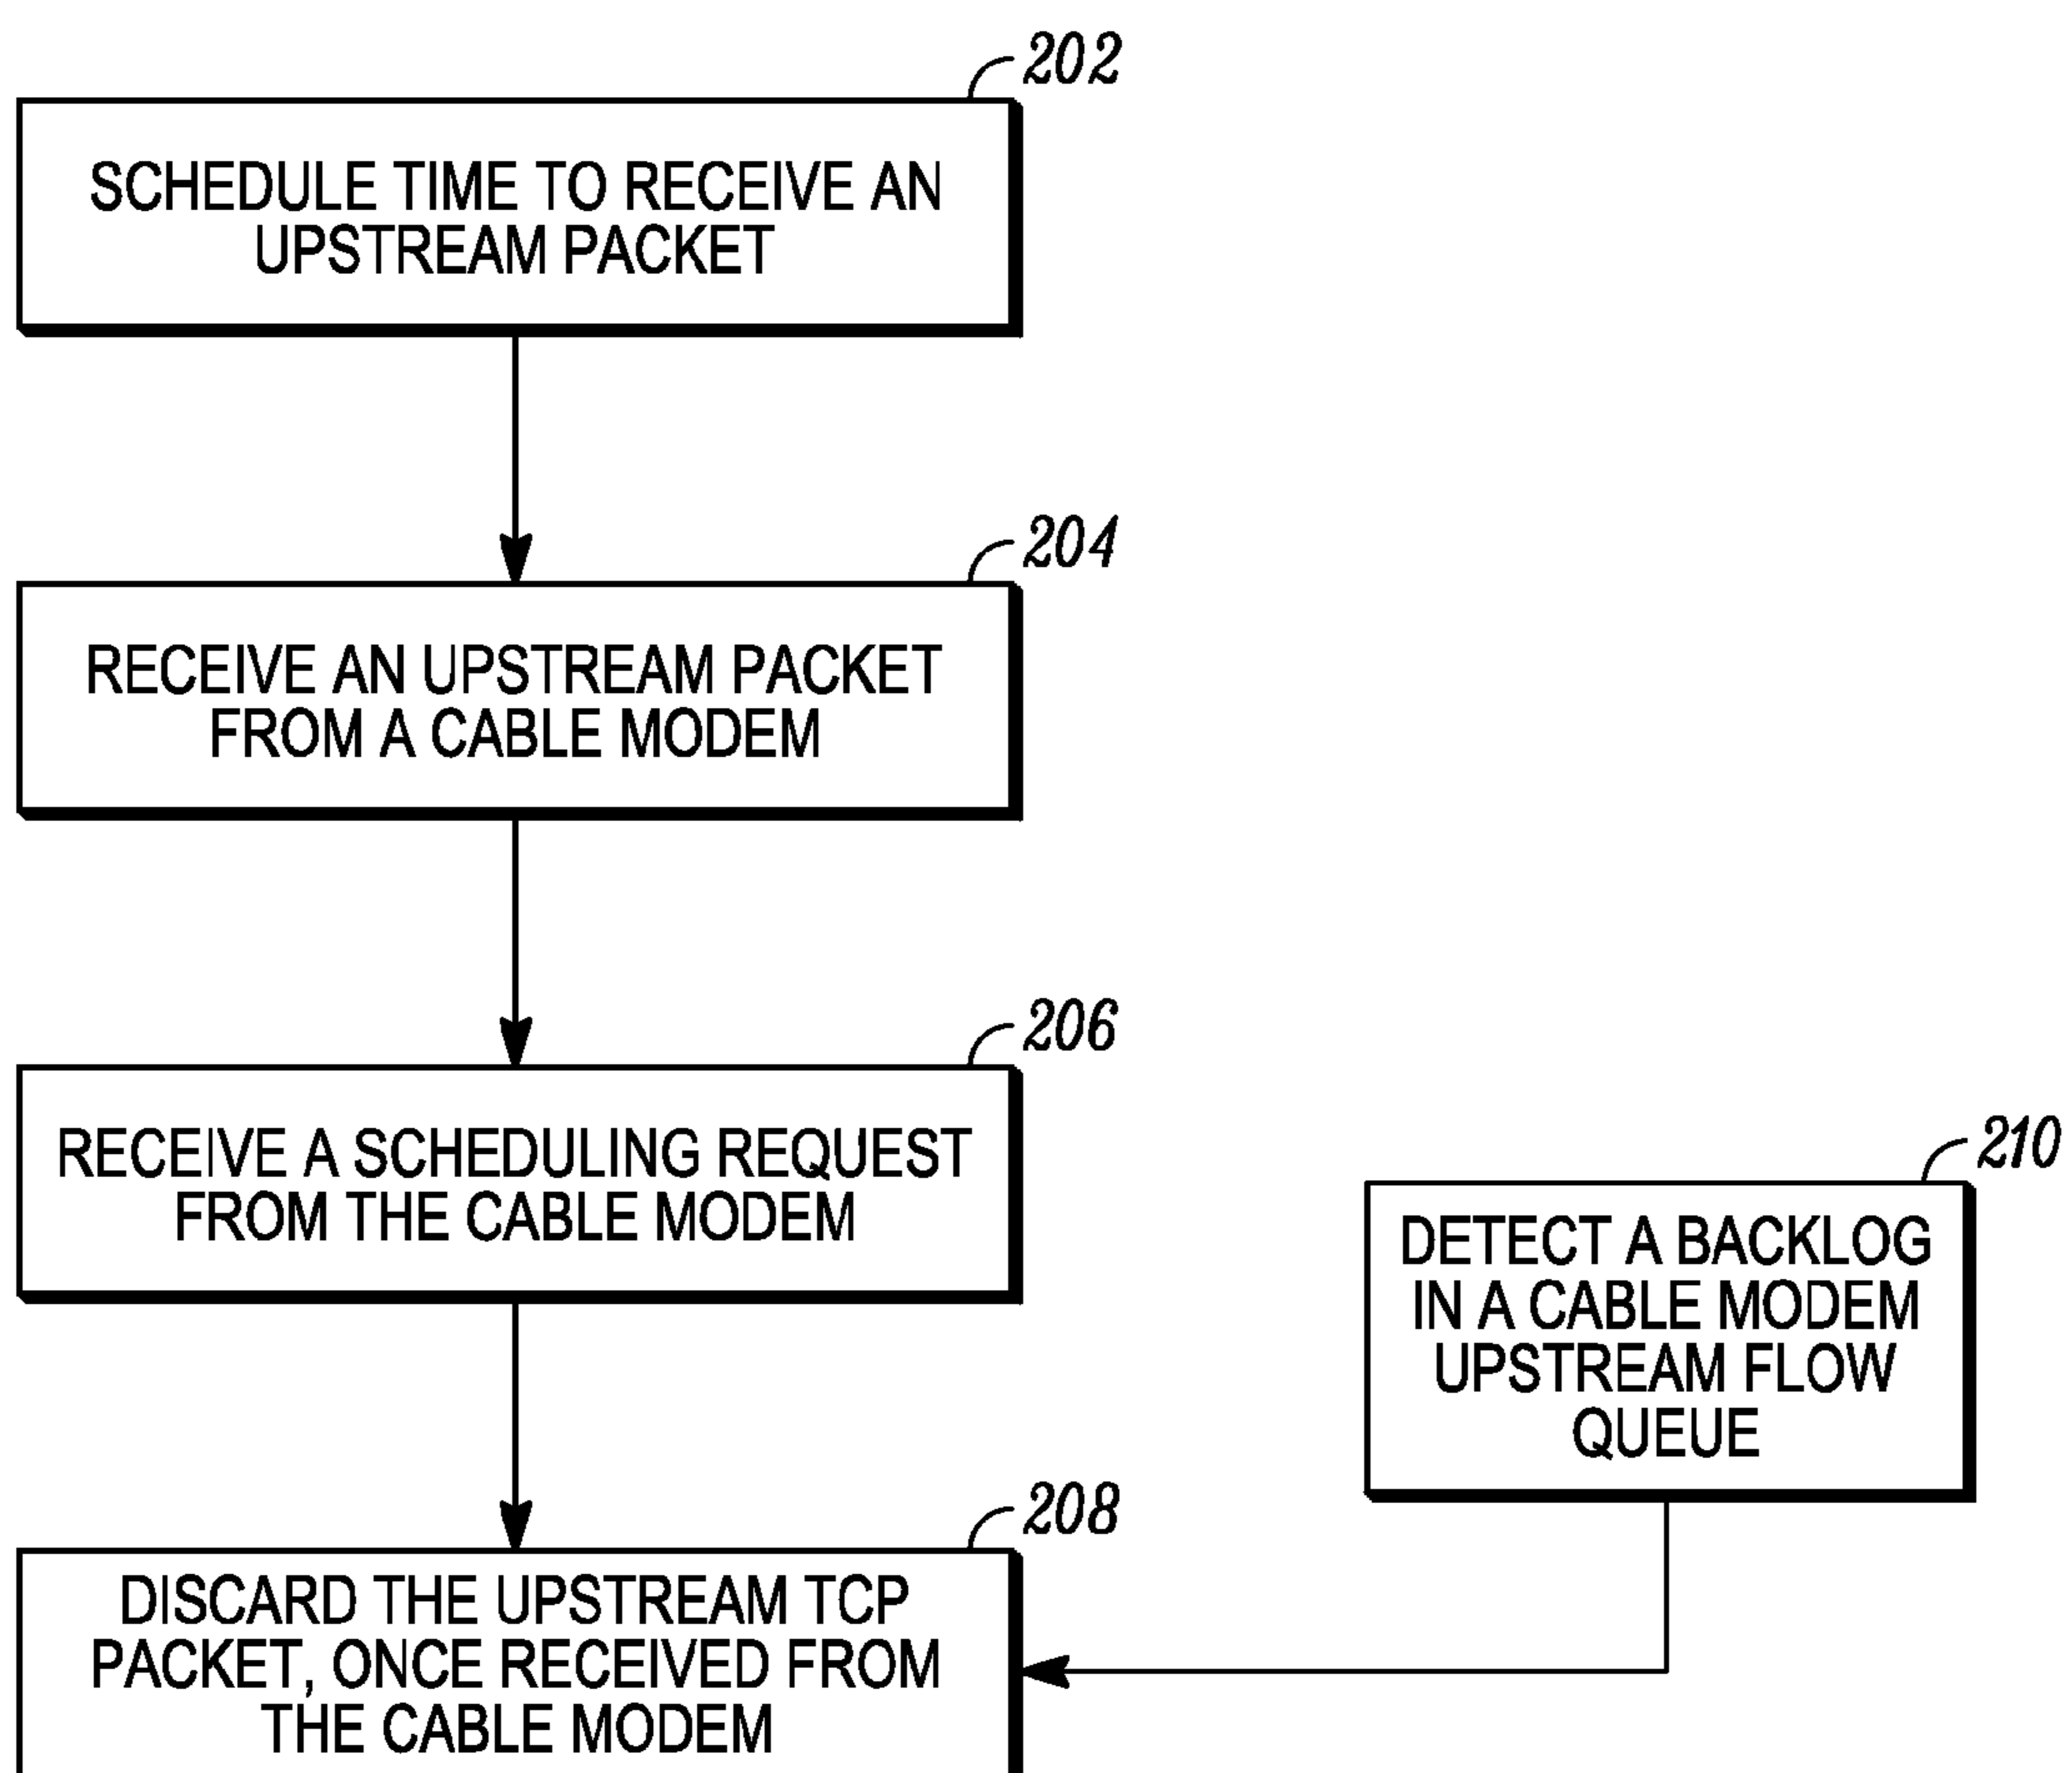 202
SCHEDULE TIME TO RECEIVE AN
UPSTREAM PACKET
204
RECEIVE AN UPSTREAM PACKET
FROM A CABLE MODEM
206
RECEIVE A SCHEDULING REQUEST
FROM THE CABLE MODEM
210
DETECT A BACKLOG
IN A CABLE MODEM
UPSTREAM FLOW
QUEUE
208
DISCARD THE UPSTREAM TCP
PACKET, ONCE RECEIVED FROM
THE CABLE MODEM